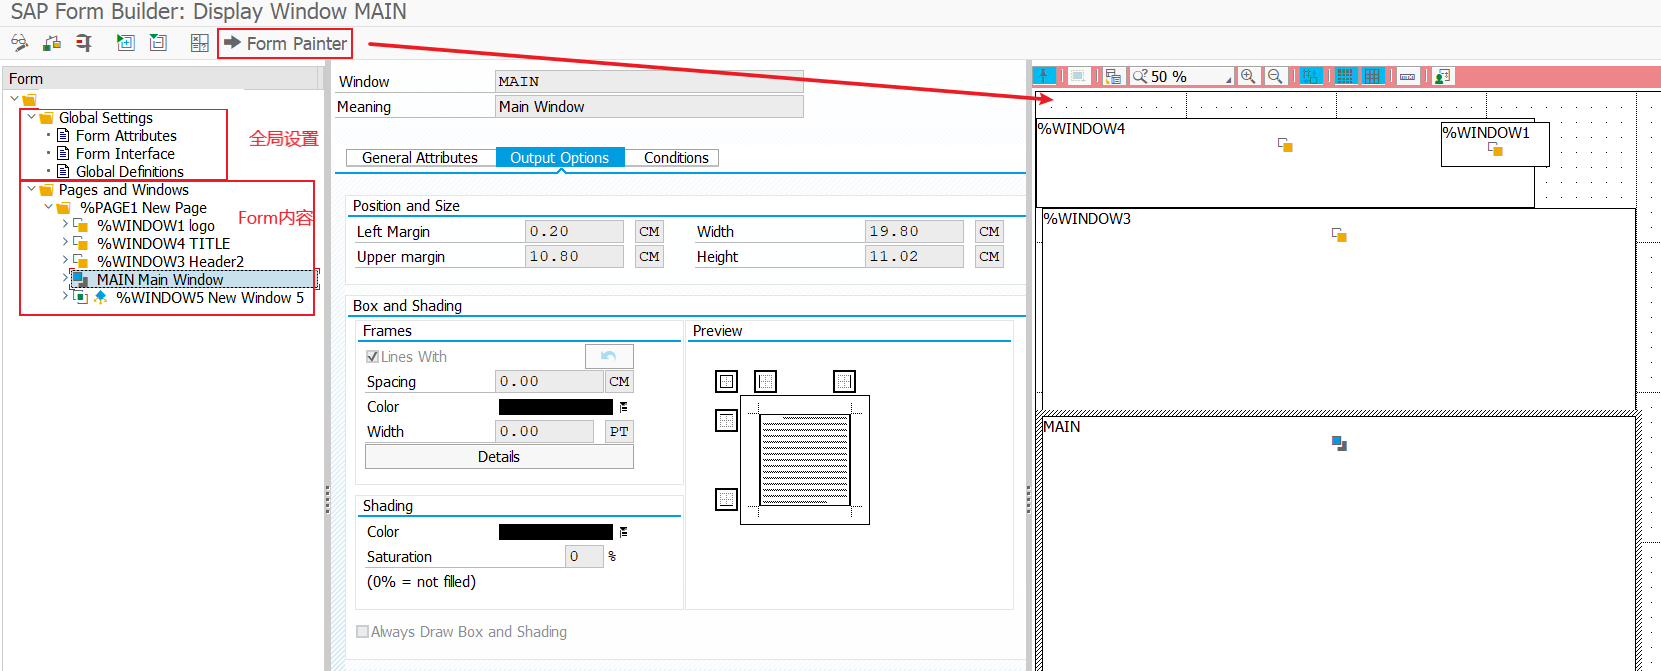 SAP Form Builder: Display Window MAIN
Form Painter
Form
Global Settings
Form Attributes
Form Interface
Global Definitions
全局设置
Pages and Windows
%PAGE1 New Page
%WINDOW1 logo
%WINDOW4 TITLE
%WINDOW3 Header2
MAIN Main Window
%WINDOW5 New Window 5
Form内容
Window MAIN
Meaning Main Window
General Attributes Output Options Conditions
Position and Size
Left Margin 0.20 CM Width 19.80 CM
Upper margin 10.80 CM Height 11.02 CM
Box and Shading
Frames
Lines With
Spacing 0.00 CM
Color
Width 0.00 PT
Details
Preview
Shading
Color
Saturation 0 %
(0% = not filled)
Always Draw Box and Shading
50 %
%WINDOW4
%WINDOW1
%WINDOW3
MAIN